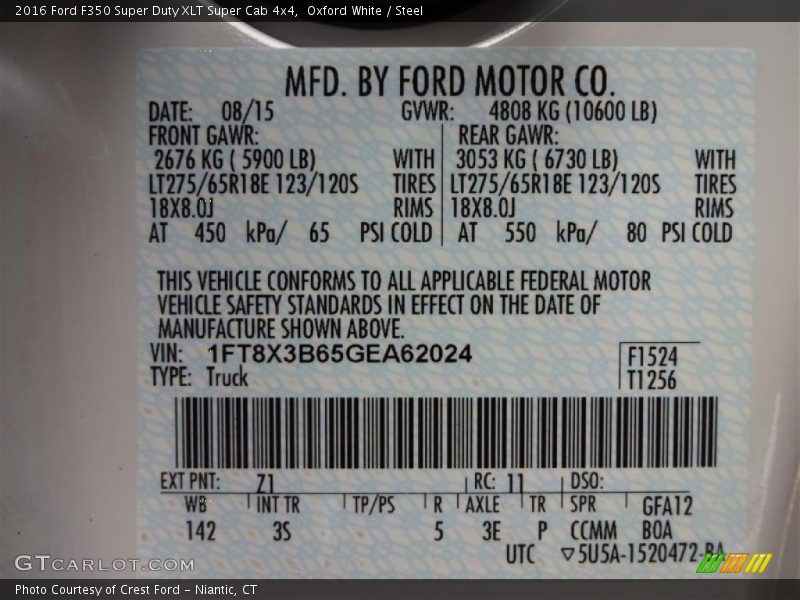 2016 Ford F350 Super Duty XLT Super Cab 4x4, Oxford White / Steel
MFD. BY FORD MOTOR CO.
DATE: 08/15 GVWR: 4808 KG (10600 LB)
FRONT GAWR: REAR GAWR:
2676 KG ( 5900 LB) WITH 3053 KG ( 6730 LB) WITH
LT275/65R18E 123/120S TIRES LT275/65R18E 123/120S TIRES
18X8.0J RIMS 18X8.0J RIMS
AT 450 kPa/ 65 PSI COLD AT 550 kPa/ 80 PSI COLD
THIS VEHICLE CONFORMS TO ALL APPLICABLE FEDERAL MOTOR
VEHICLE SAFETY STANDARDS IN EFFECT ON THE DATE OF
MANUFACTURE SHOWN ABOVE.
VIN: 1FT8X3B65GEA62024
F1524
TYPE: Truck T1256
EXT PNT: Z1 RC: 11 DSO:
WB INT TR TP/PS R AXLE TR SPR GFA12
142 3S 5 3E P CCMM BOA
UTC ▽5U5A-1520472-BA
GTCARLOT.COM
Photo Courtesy of Crest Ford – Niantic, CT